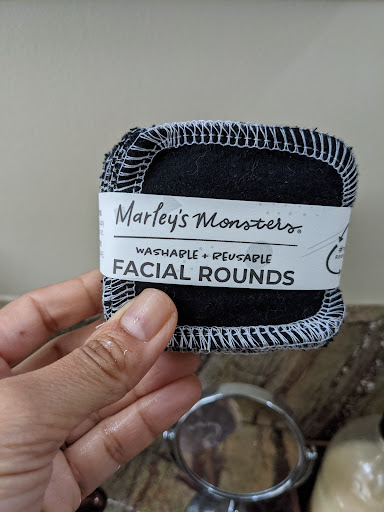 Marley's Monsters®
WASHABLE + REUSABLE
FACIAL ROUNDS